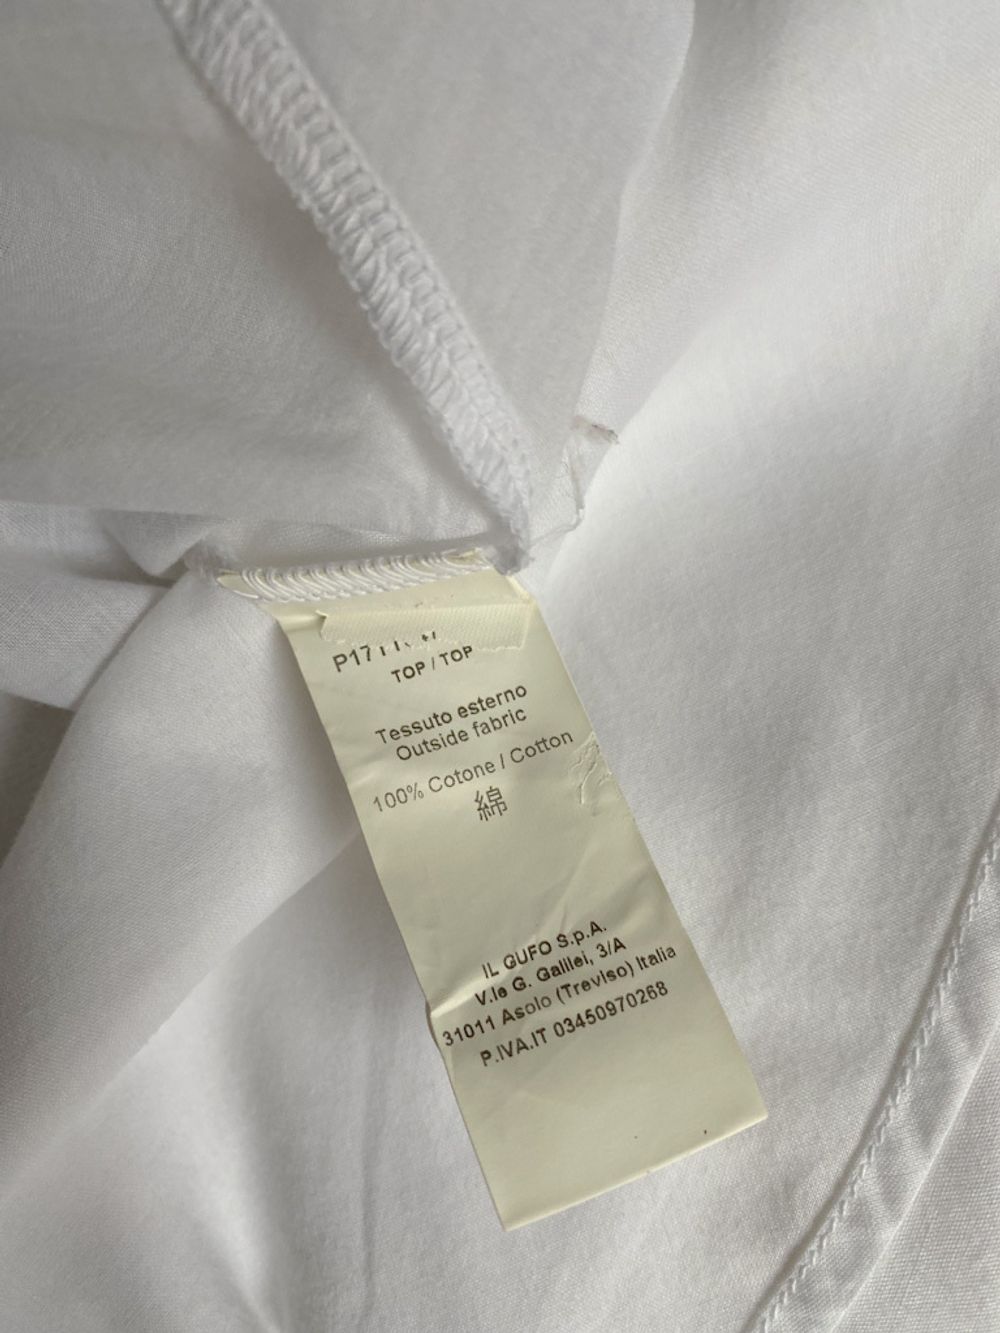 TOP / TOP
Tessuto esterno
Outside fabric
100% Cotone / Cotton
綿
IL GUFO S.p.A.
V.le G. Galilei, 3/A
31011 Asolo (Treviso) Italia
P.IVA.IT 03450970268